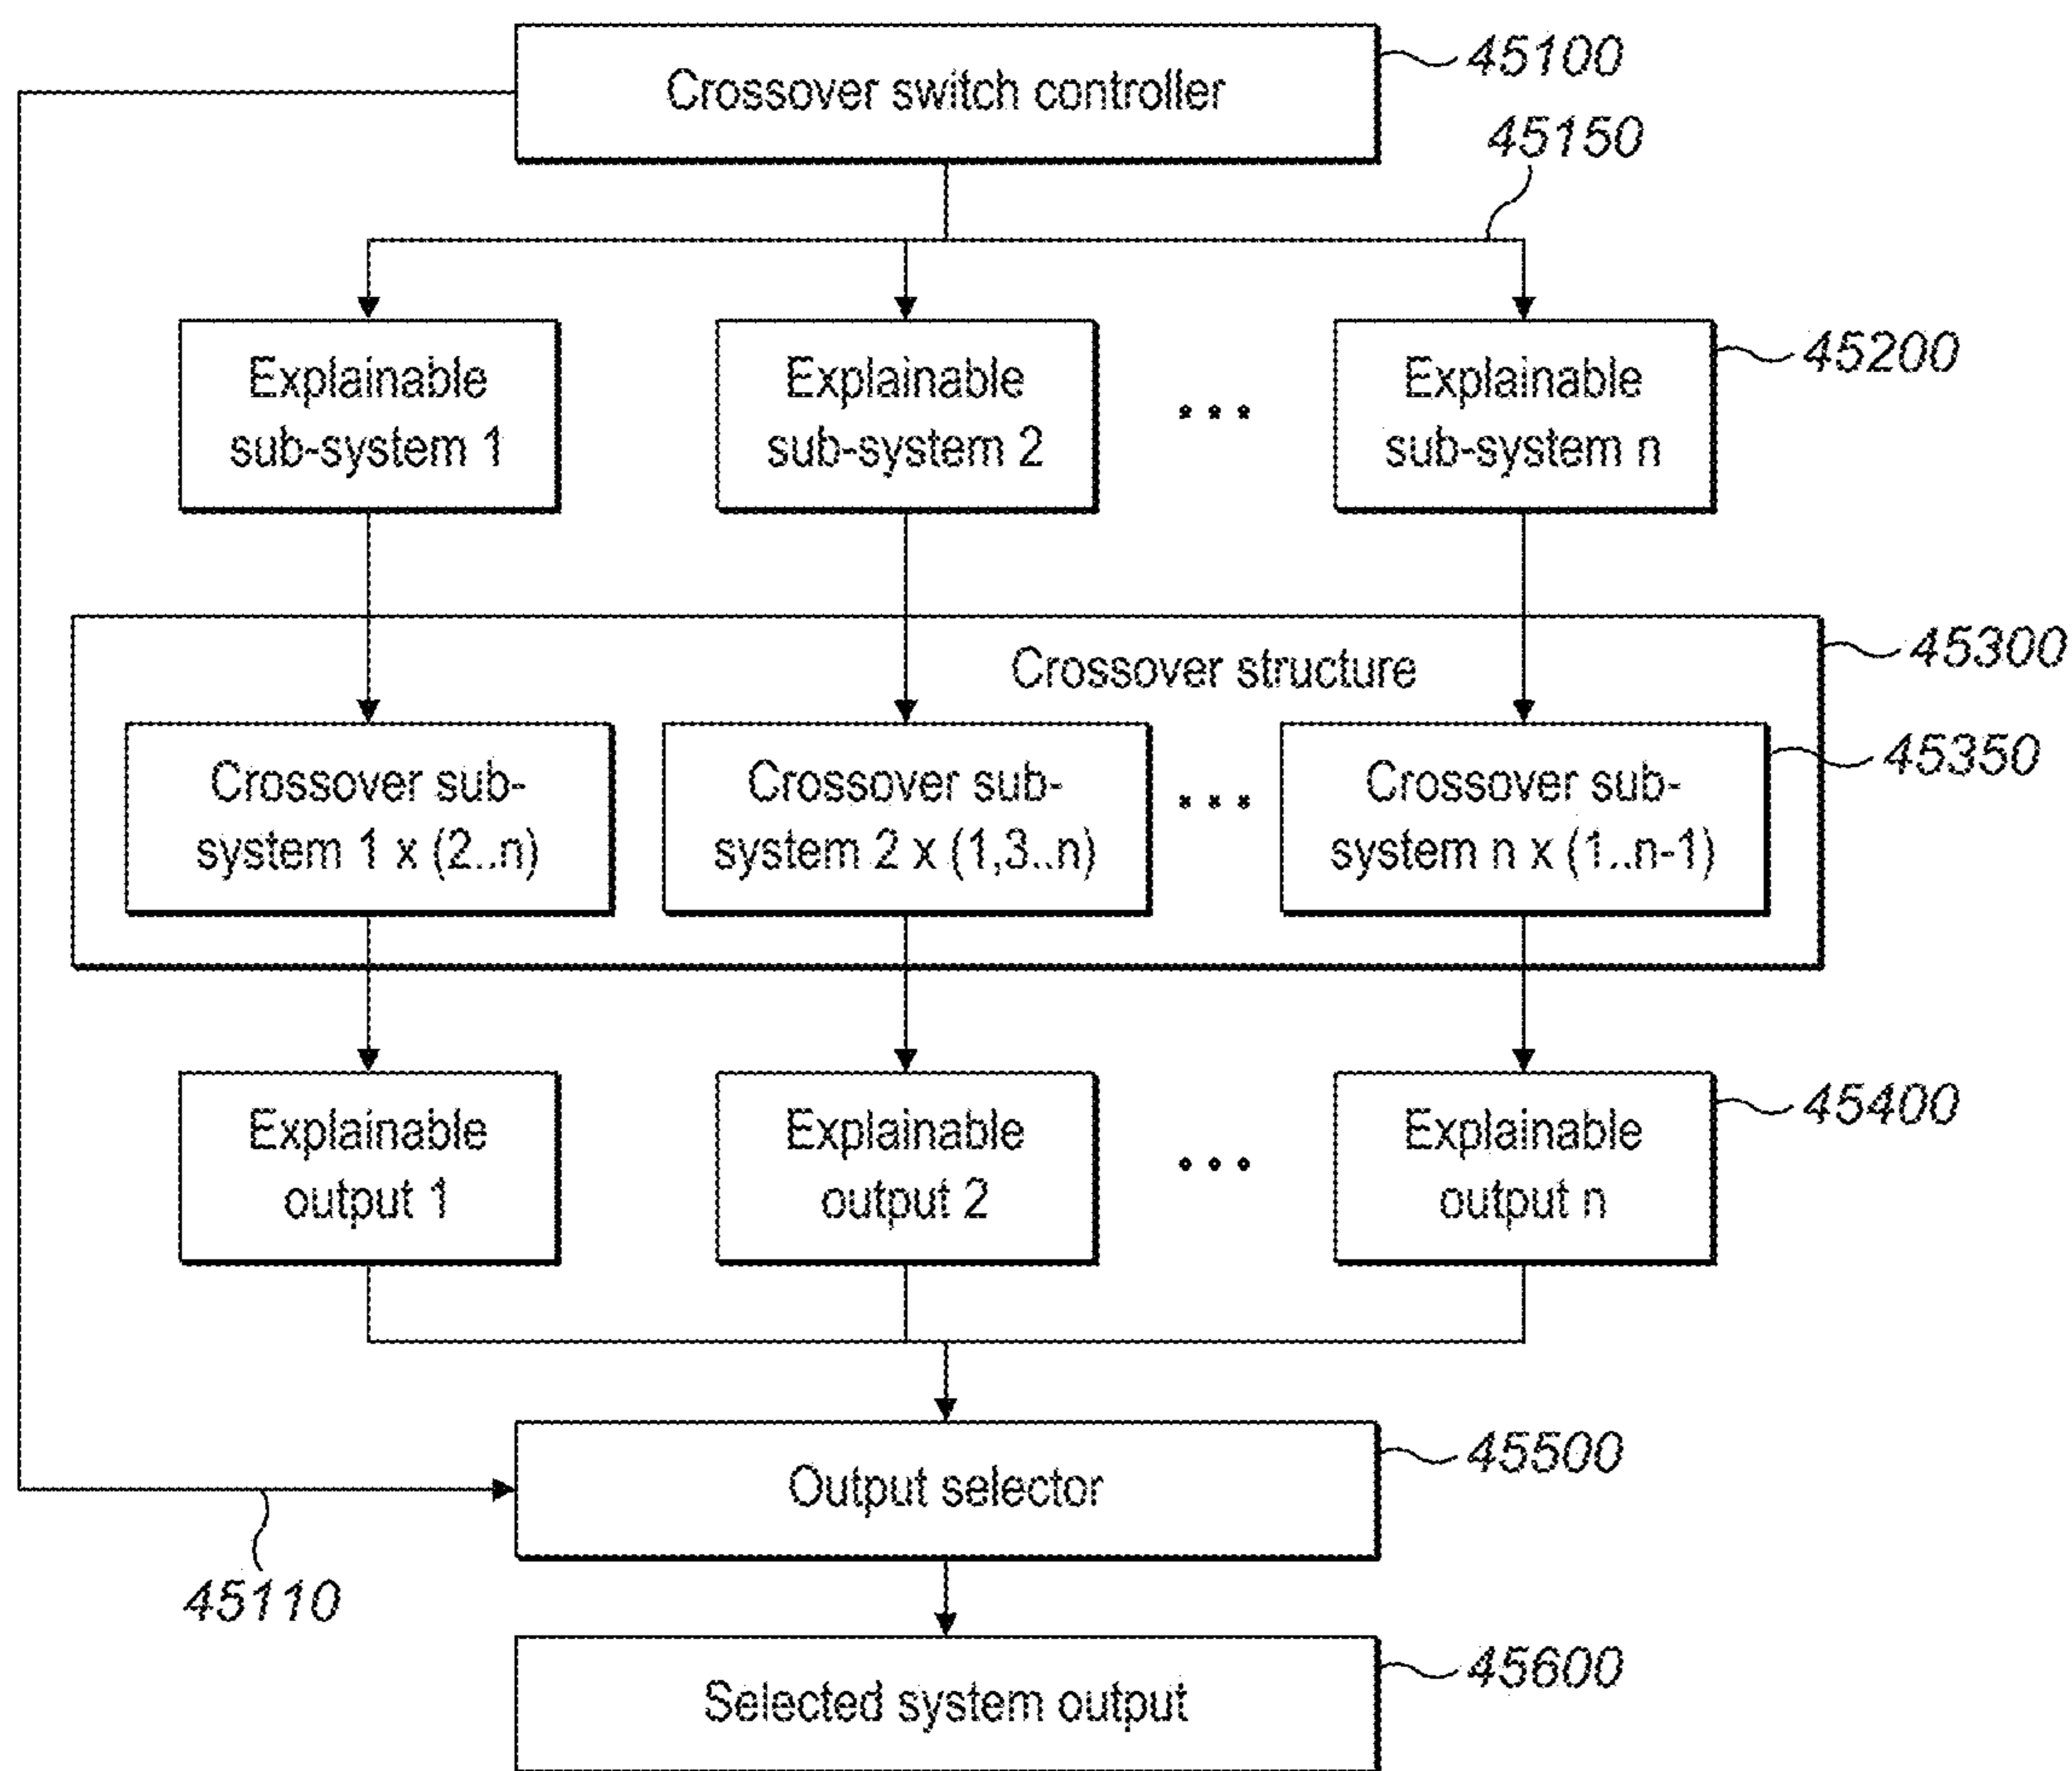 Crossover switch controller
45100
45150
Explainable
sub-system 1
Explainable
sub-system 2
Explainable
sub-system n
45200
Crossover structure
45300
Crossover sub-
system 1 x (2..n)
Crossover sub-
system 2 x (1,3..n)
Crossover sub-
system n x (1..n-1)
45350
Explainable
output 1
Explainable
output 2
Explainable
output n
45400
Output selector
45500
45110
Selected system output
45600